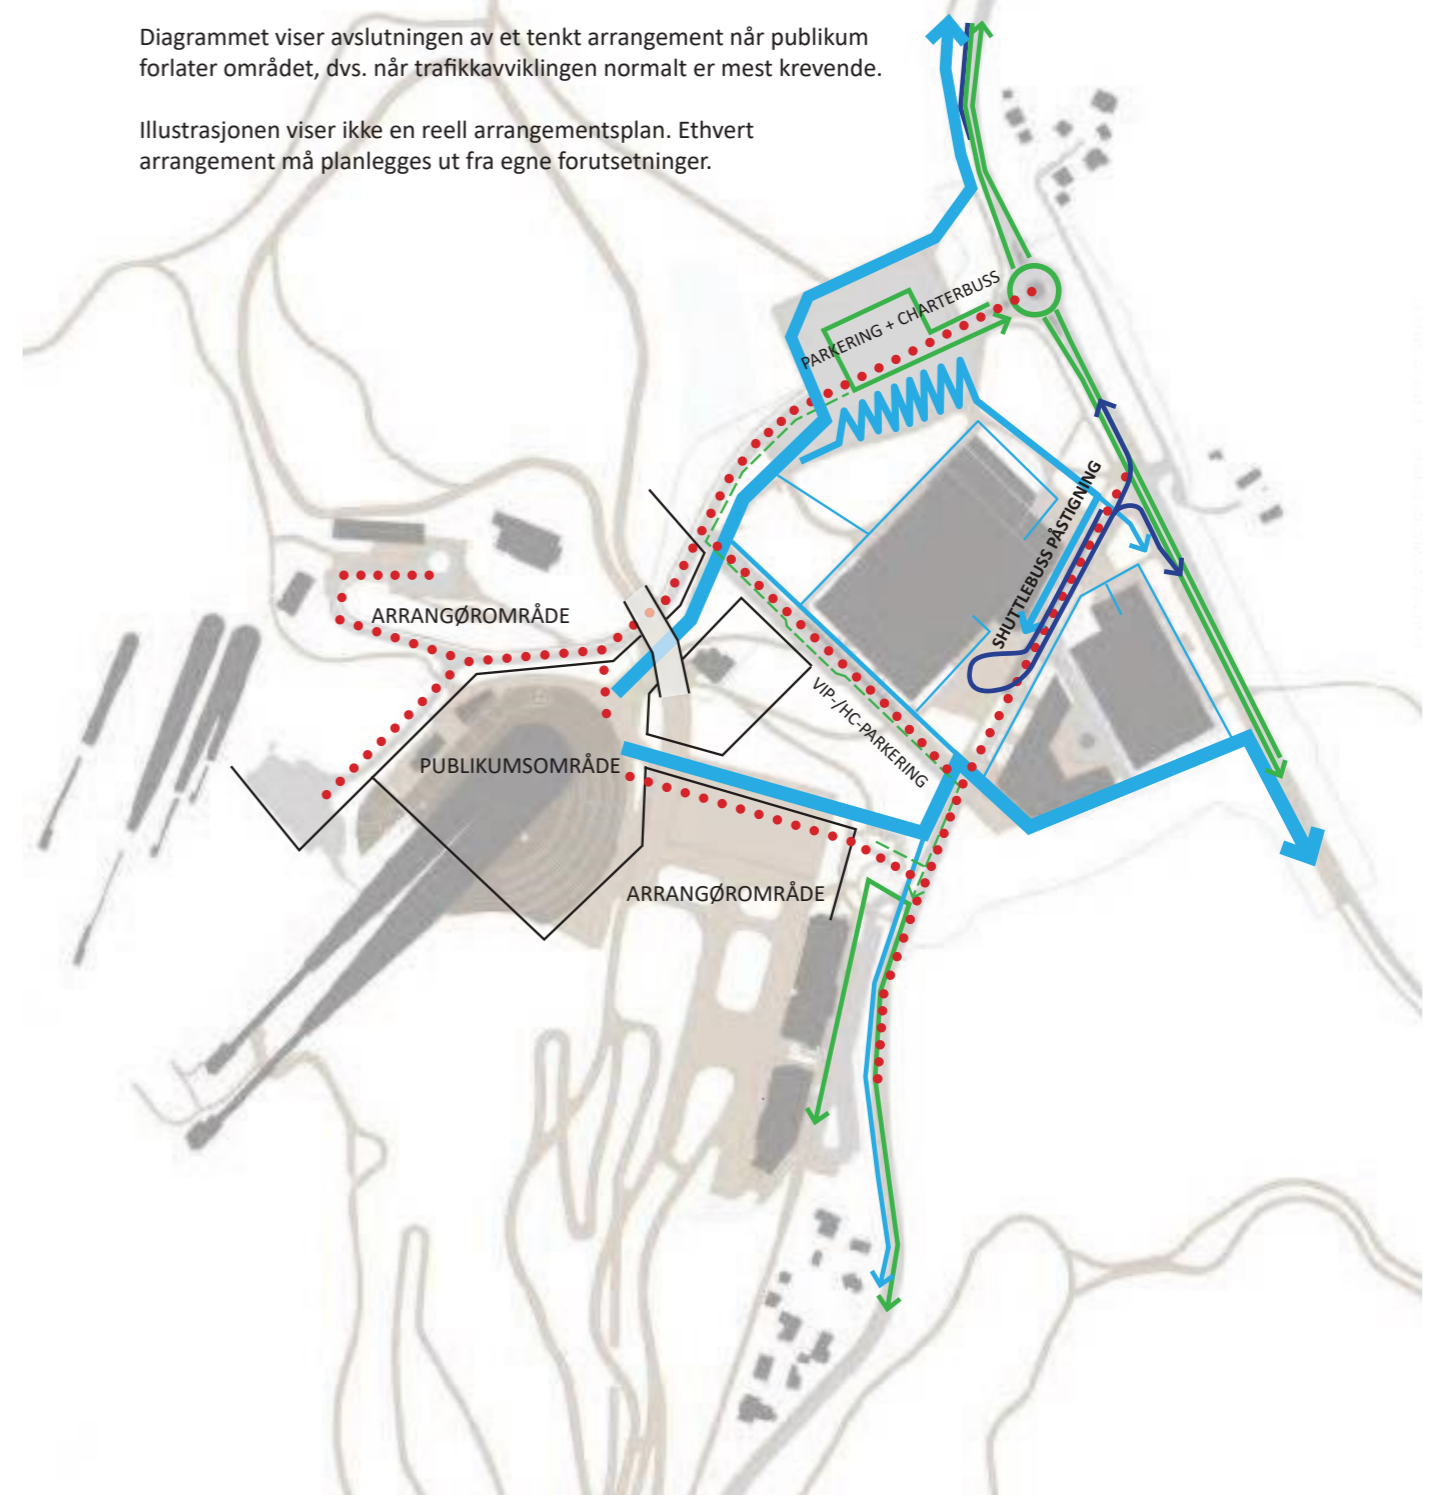 Diagrammet viser avslutningen av et tenkt arrangement når publikum
forlater området, dvs. når trafikkavviklingen normalt er mest krevende.
Illustrasjonen viser ikke en reell arrangementsplan. Ethvert
arrangement må planlegges ut fra egne forutsetninger.
PARKERING + CHARTERBUSS
SHUTTLEBUSS PÅSTIGNING
ARRANGØROMRÅDE
VIP-/HC-PARKERING
PUBLIKUMSOMRÅDE
ARRANGØROMRÅDE